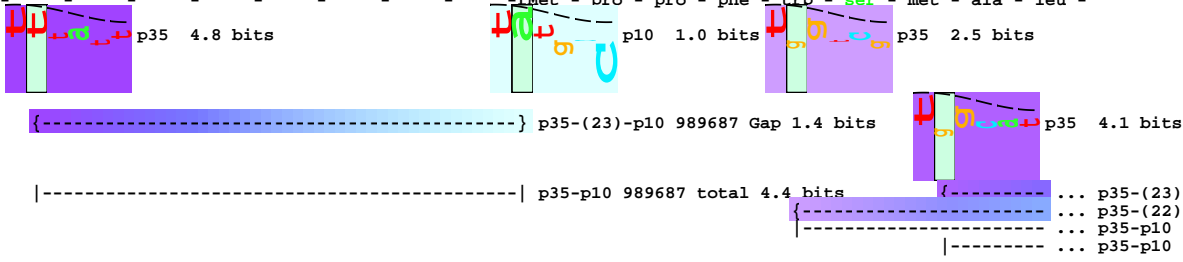 - - - - - - - - - -(Met - pro - pro - phe - trp - ser - met - ala - leu -
t t t a t t p35 4.8 bits
t a t g c p10 1.0 bits
t g g t c g p35 2.5 bits
t g g c a t p35 4.1 bits
{---------------------------------------------} p35-(23)-p10 989687 Gap 1.4 bits
|---------------------------------------------| p35-p10 989687 total 4.4 bits
{--------- ... p35-(23)
{----------------------- ... p35-(22)
|----------------------- ... p35-p10
|--------- ... p35-p10